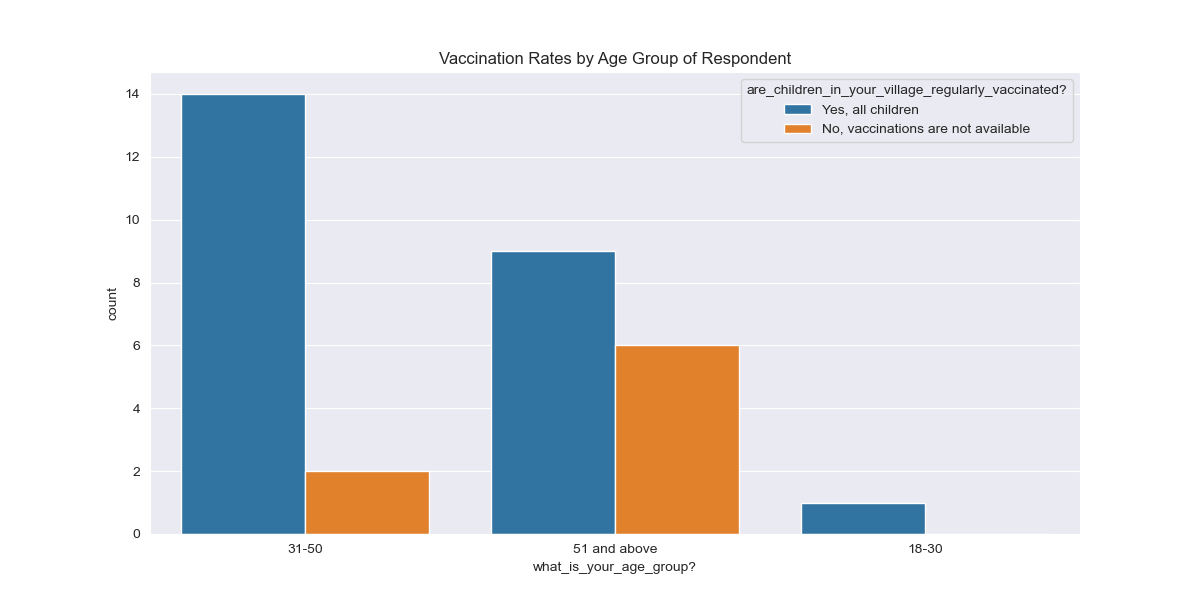 Vaccination Rates by Age Group of Respondent
are_children_in_your_village_regularly_vaccinated?
Yes, all children
No, vaccinations are not available
14
12
10
8
6
4
2
0
count
31-50
51 and above
18-30
what_is_your_age_group?